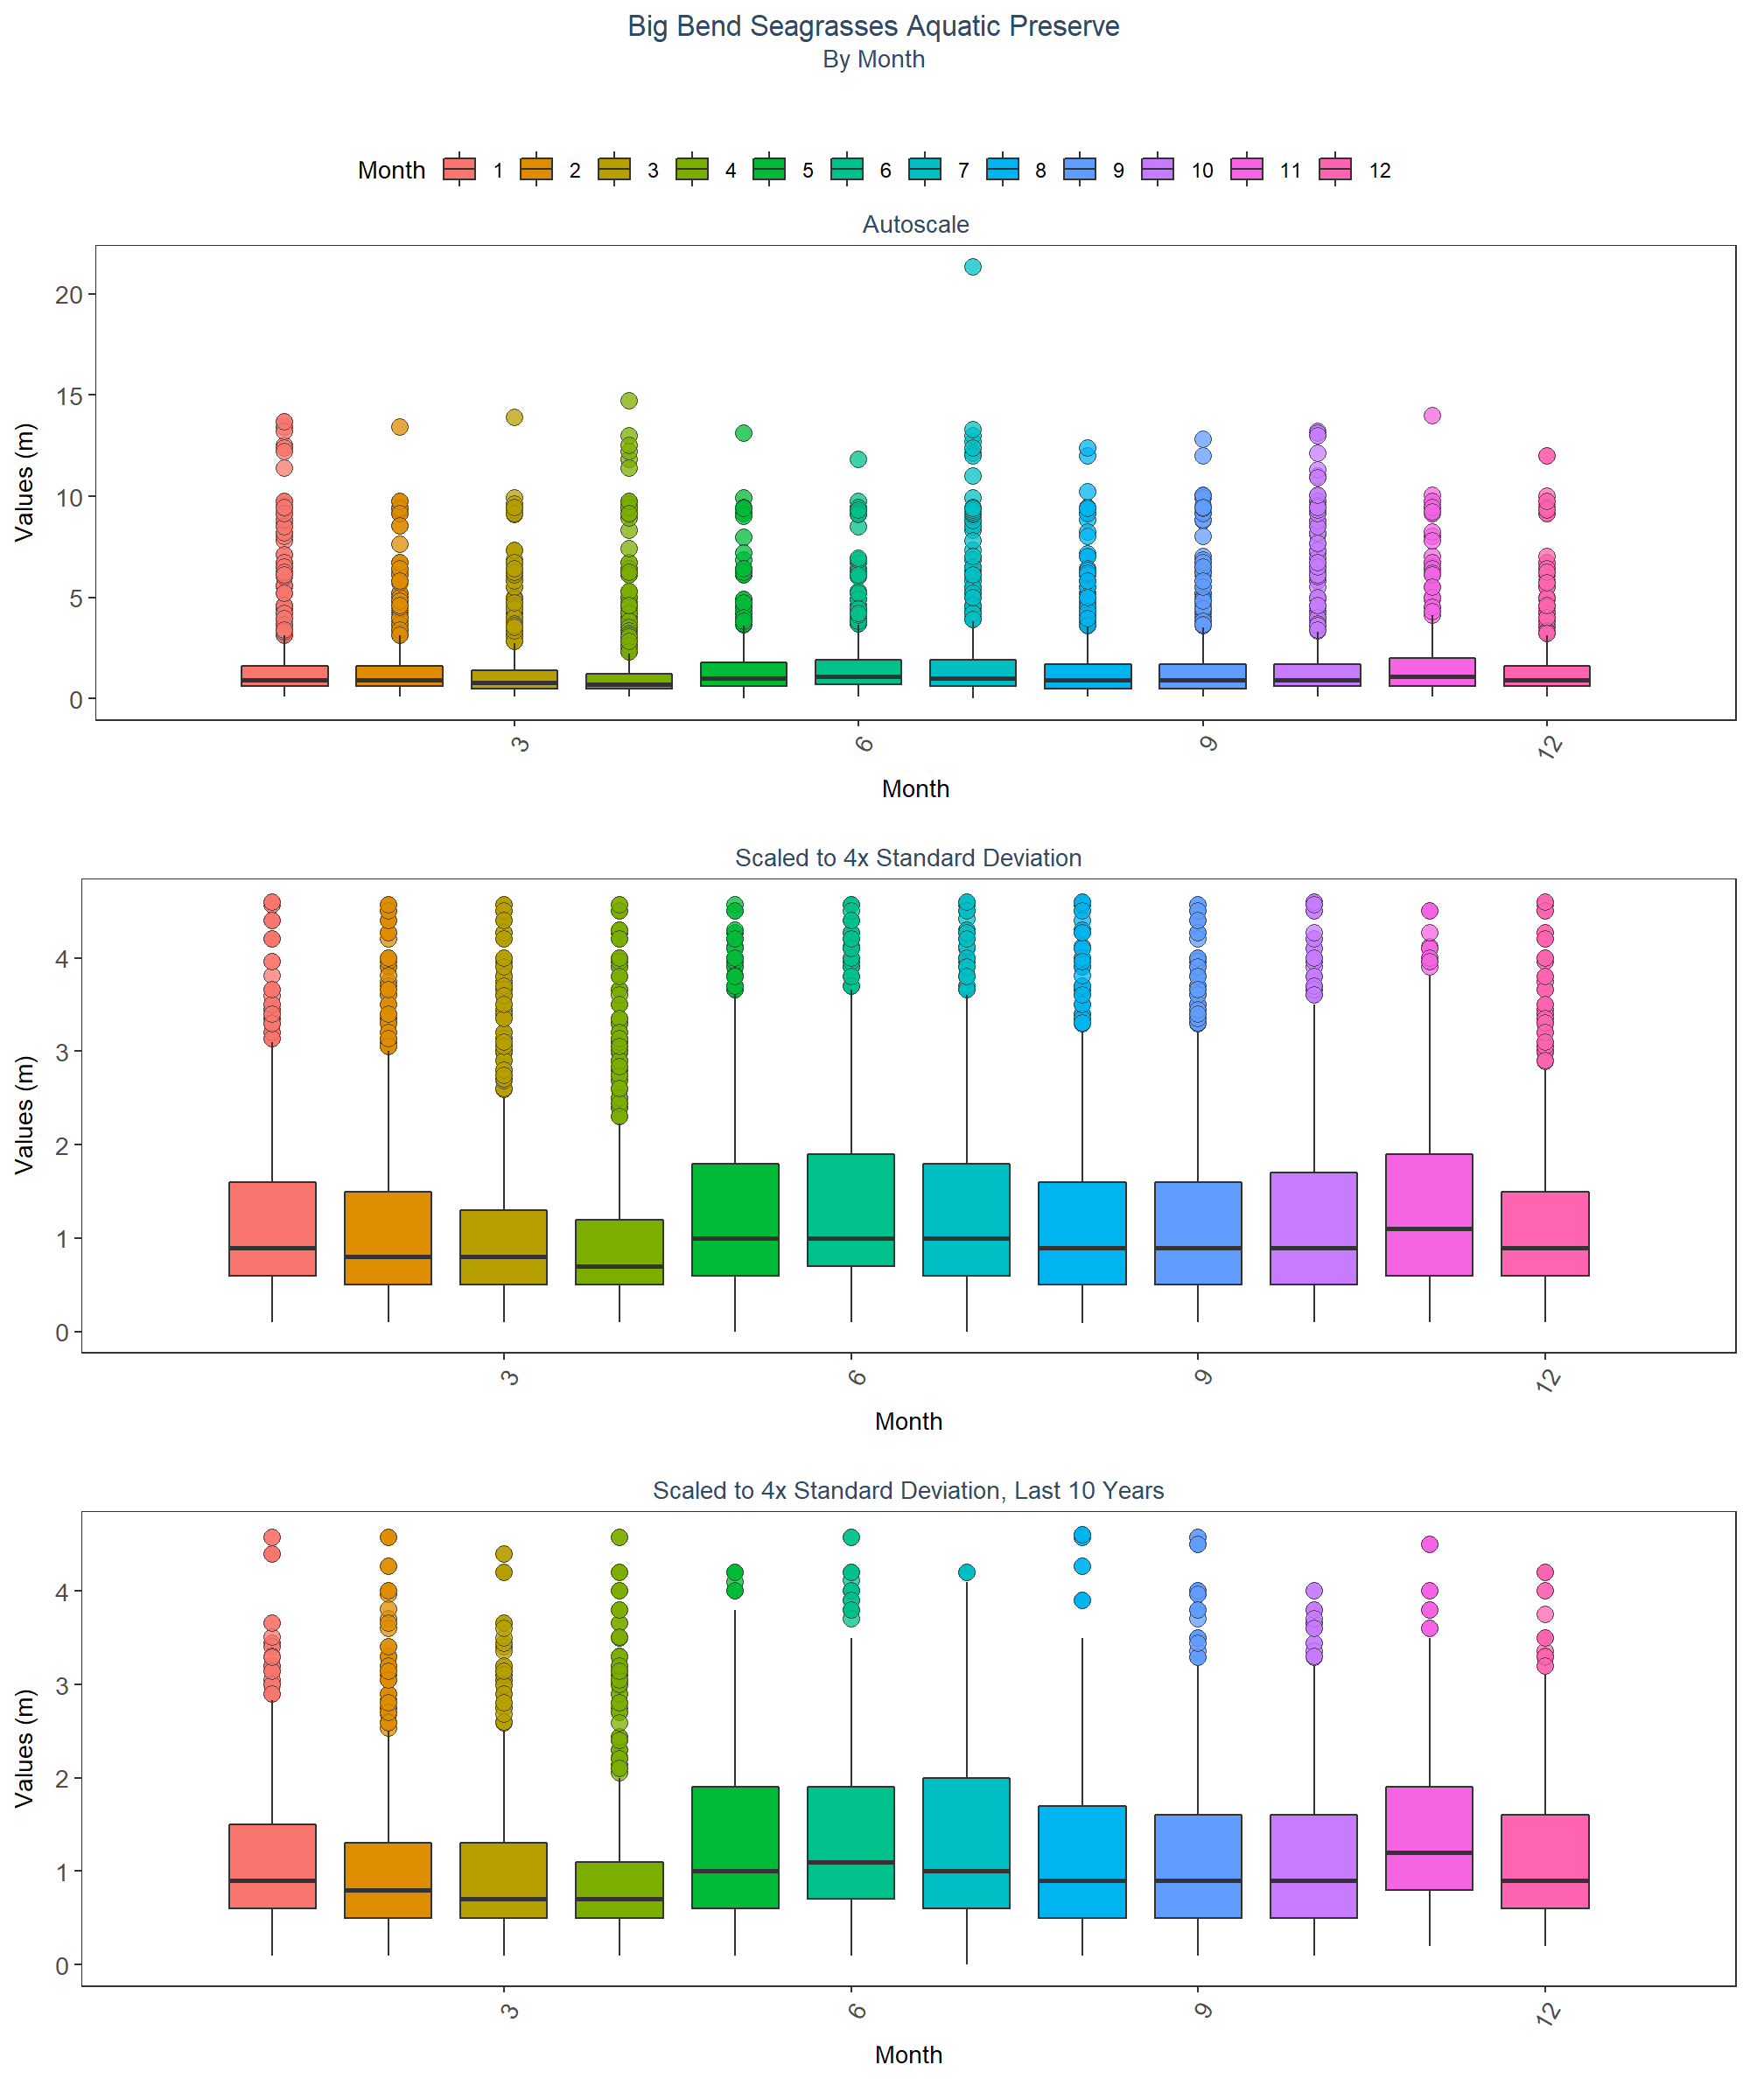 Big Bend Seagrasses Aquatic Preserve
By Month
Month 1 2 3 4 5 6 7 8 9 10 11 12
Autoscale
Values (m)
20
15
10
5
0
3 6 9 12
Month
Scaled to 4x Standard Deviation
Values (m)
4
3
2
1
0
3 6 9 12
Month
Scaled to 4x Standard Deviation, Last 10 Years
Values (m)
4
3
2
1
0
3 6 9 12
Month